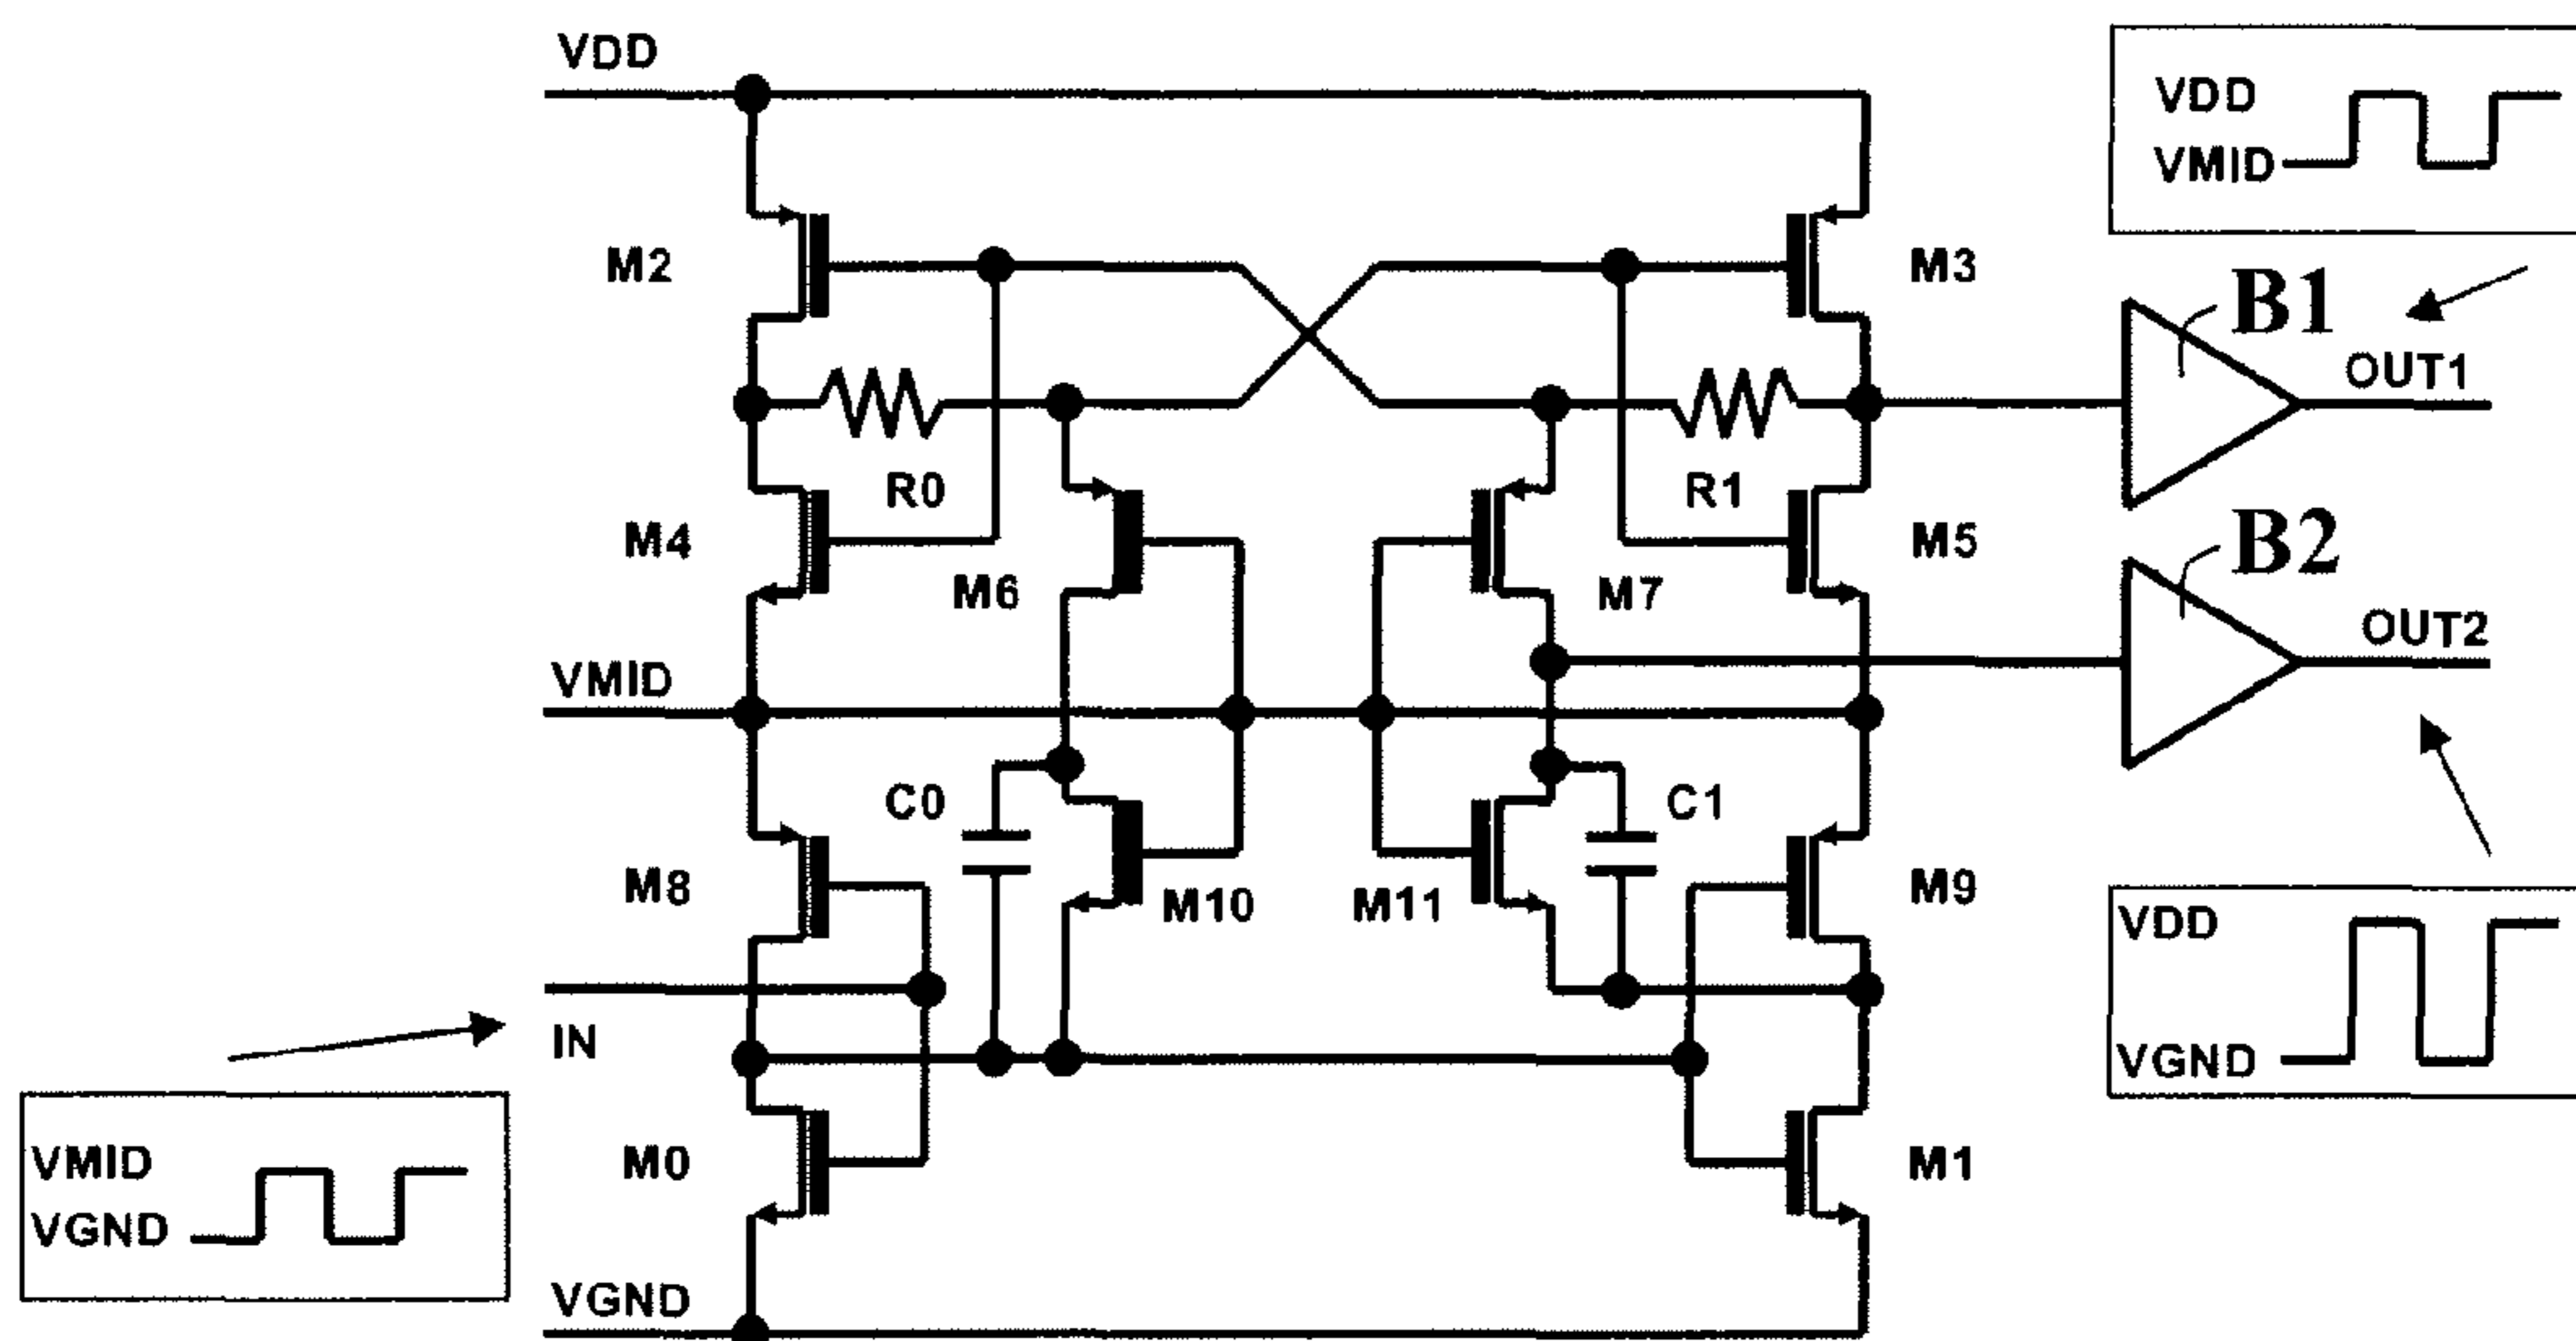 VDD
VDD
VMID
M2
M3
B1
OUT1
R0
R1
M4
M5
B2
M6
M7
OUT2
VMID
C0
C1
M8
M10
M11
M9
VDD
IN
VGND
VMID
VGND
M0
M1
VGND